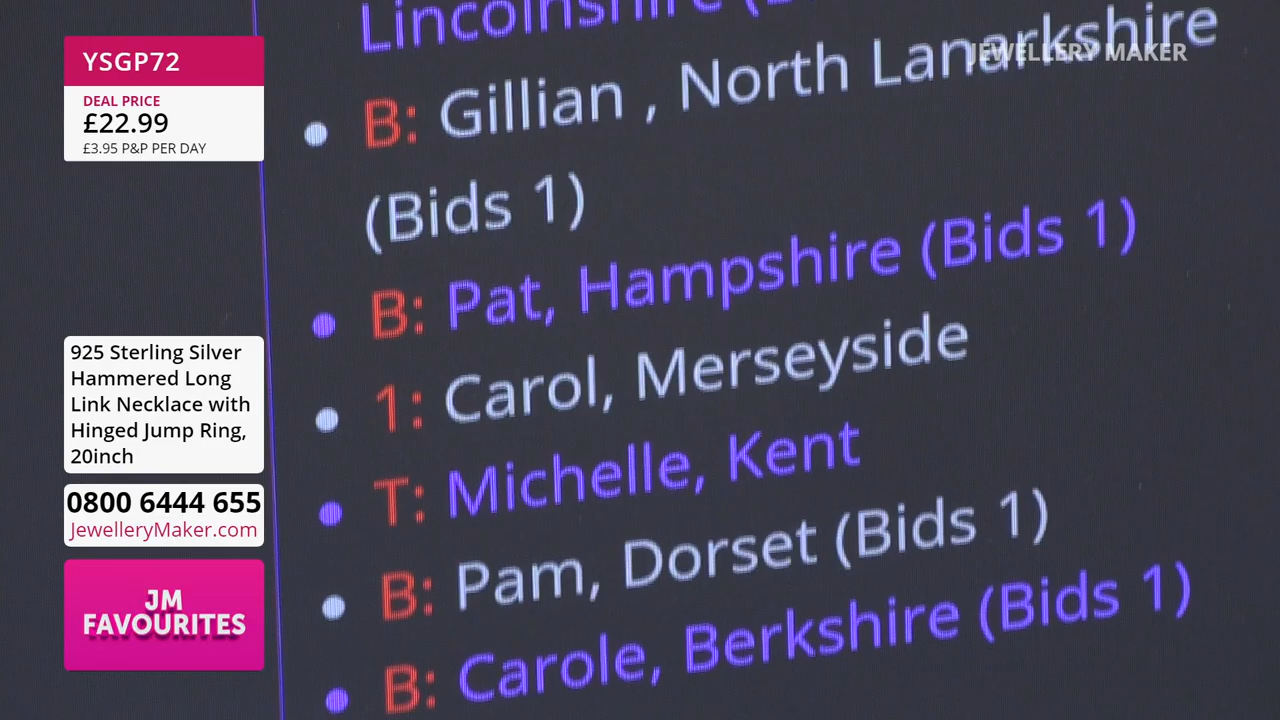 YSGP72
DEAL PRICE
£22.99
£3.95 P&P PER DAY
925 Sterling Silver
Hammered Long
Link Necklace with
Hinged Jump Ring,
20inch
0800 6444 655
JewelleryMaker.com
JM
FAVOURITES
JEWELLERY MAKER
Lincolnshire
B: Gillian , North Lanarkshire
(Bids 1)
B: Pat, Hampshire (Bids 1)
1: Carol, Merseyside
T: Michelle, Kent
B: Pam, Dorset (Bids 1)
B: Carole, Berkshire (Bids 1)